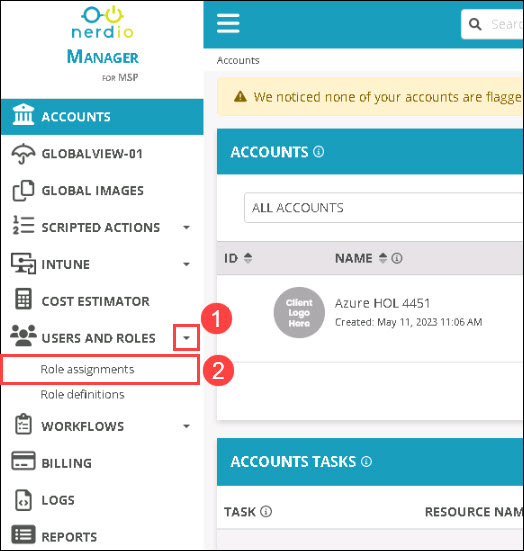 nerdio
MANAGER
FOR MSP
ACCOUNTS
GLOBALVIEW-01
GLOBAL IMAGES
SCRIPTED ACTIONS
INTUNE
COST ESTIMATOR
USERS AND ROLES
1
Role assignments
2
Role definitions
WORKFLOWS
BILLING
LOGS
REPORTS
Sear
Accounts
We noticed none of your accounts are flagge
ACCOUNTS
ALL ACCOUNTS
ID NAME
Client
Logo
Here
Azure HOL 4451
Created: May 11, 2023 11:06 AM
ACCOUNTS TASKS
TASK RESOURCE NAM